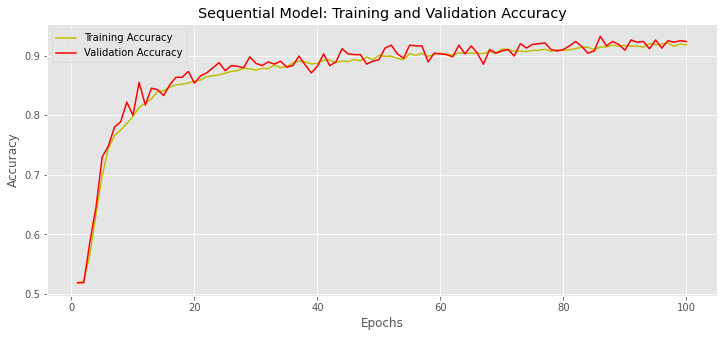 Sequential Model: Training and Validation Accuracy
Training Accuracy
Validation Accuracy
Accuracy
0.9
0.8
0.7
0.6
0.5
0 20 40 60 80 100
Epochs